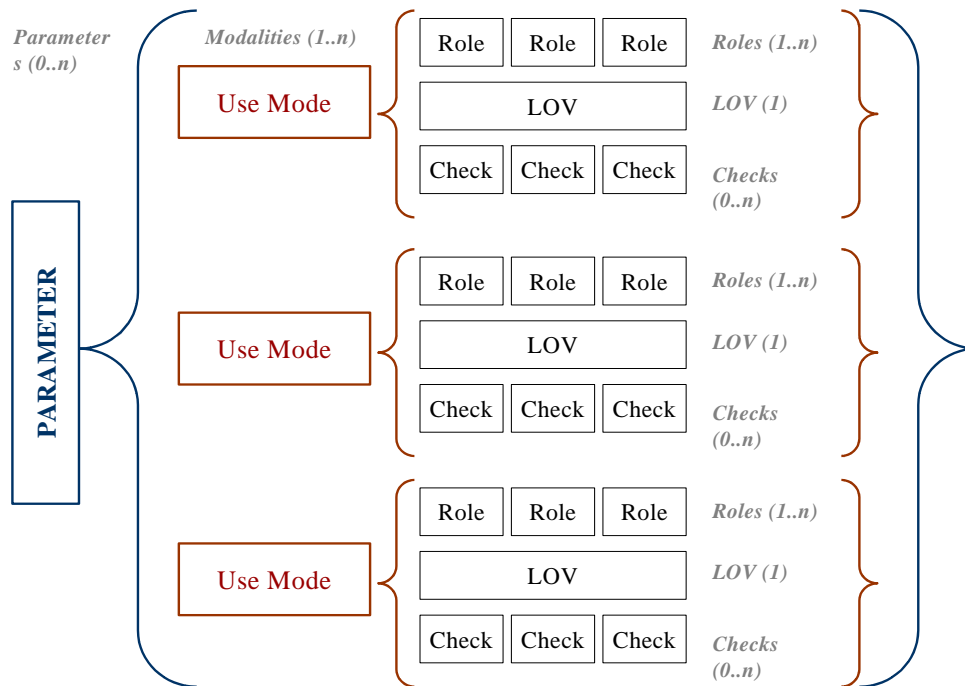 Parameter
s (0..n)
Modalities (1..n)
Role Role Role
Roles (1..n)
Use Mode
LOV
LOV (1)
Check Check Check
Checks
(0..n)
PARAMETER
Role Role Role
Roles (1..n)
Use Mode
LOV
LOV (1)
Check Check Check
Checks
(0..n)
Role Role Role
Roles (1..n)
Use Mode
LOV
LOV (1)
Check Check Check
Checks
(0..n)